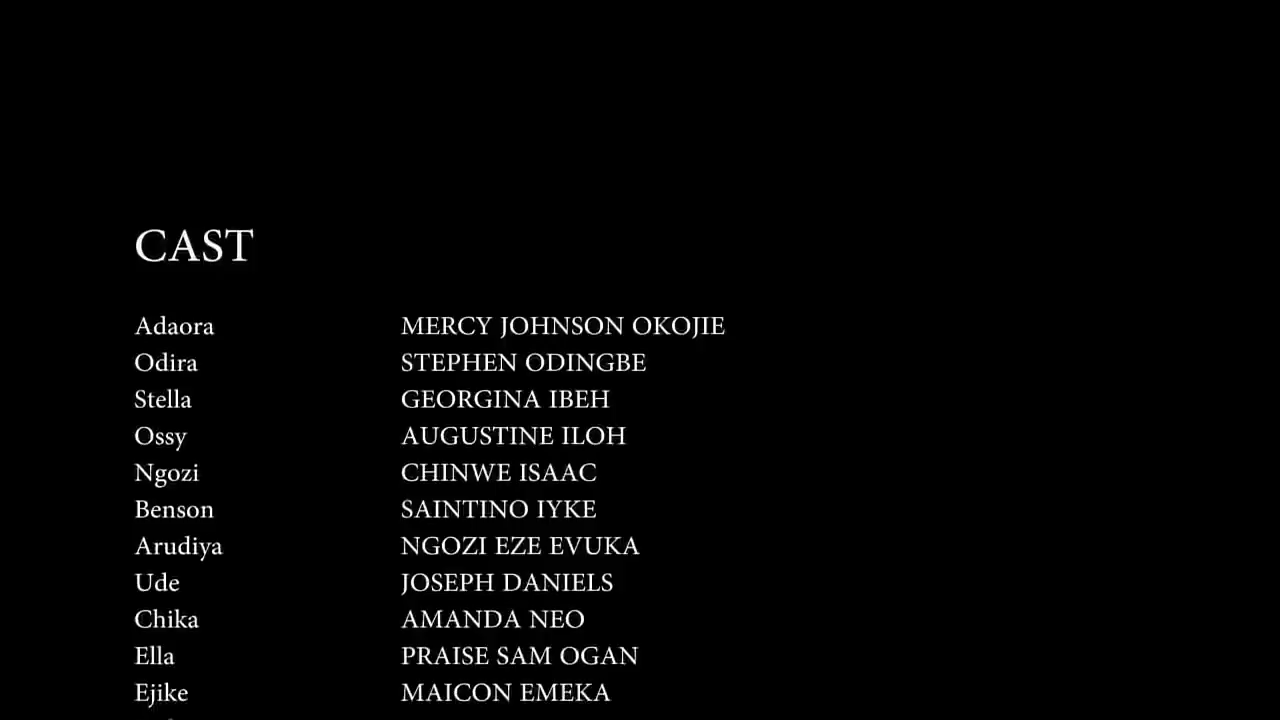 CAST
Adaora MERCY JOHNSON OKOJIE
Odira STEPHEN ODINGBE
Stella GEORGINA IBEH
Ossy AUGUSTINE ILOH
Ngozi CHINWE ISAAC
Benson SAINTINO IYKE
Arudiya NGOZI EZE EVUKA
Ude JOSEPH DANIELS
Chika AMANDA NEO
Ella PRAISE SAM OGAN
Ejike MAICON EMEKA